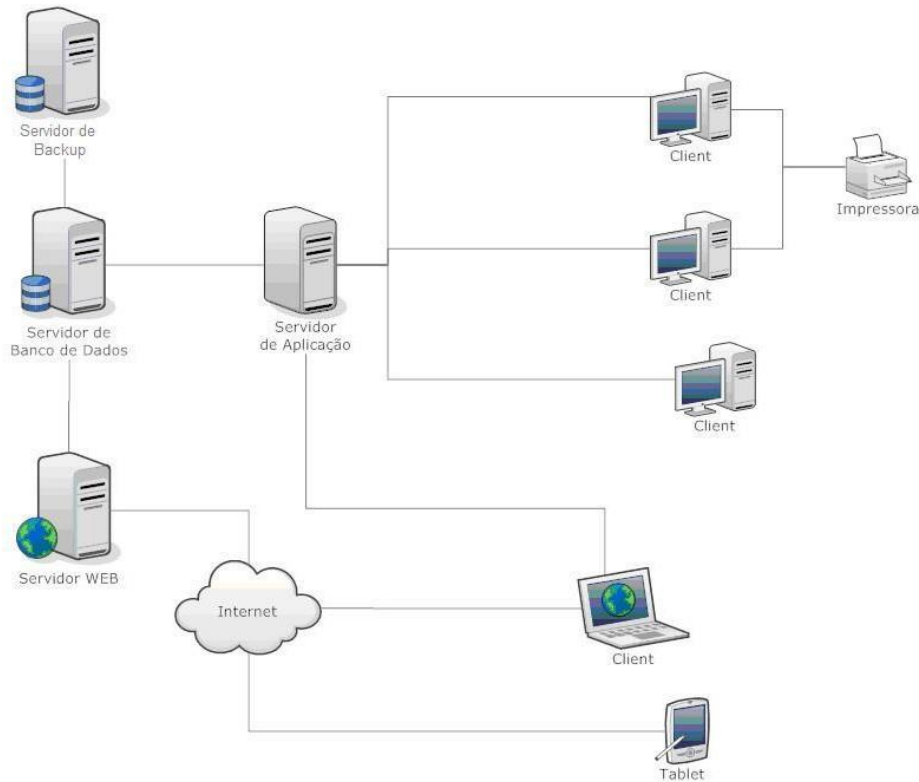 Servidor de
Backup
Client
Impressora
Client
Servidor de
Banco de Dados
Servidor
de Aplicação
Client
Servidor WEB
Internet
Client
Tablet